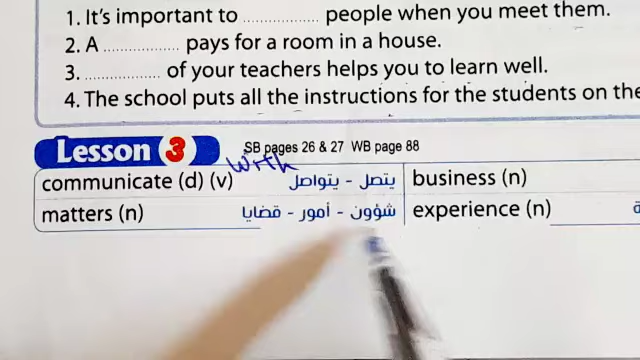 1. It's important to ................ people when you meet them.
2. A ................ pays for a room in a house.
3. ................ of your teachers helps you to learn well.
4. The school puts all the instructions for the students on the
Lesson 3 SB pages 26 & 27 WB page 88
with
communicate (d) (v) يتصل - يتواصل business (n)
matters (n) شؤون - أمور - قضايا experience (n)